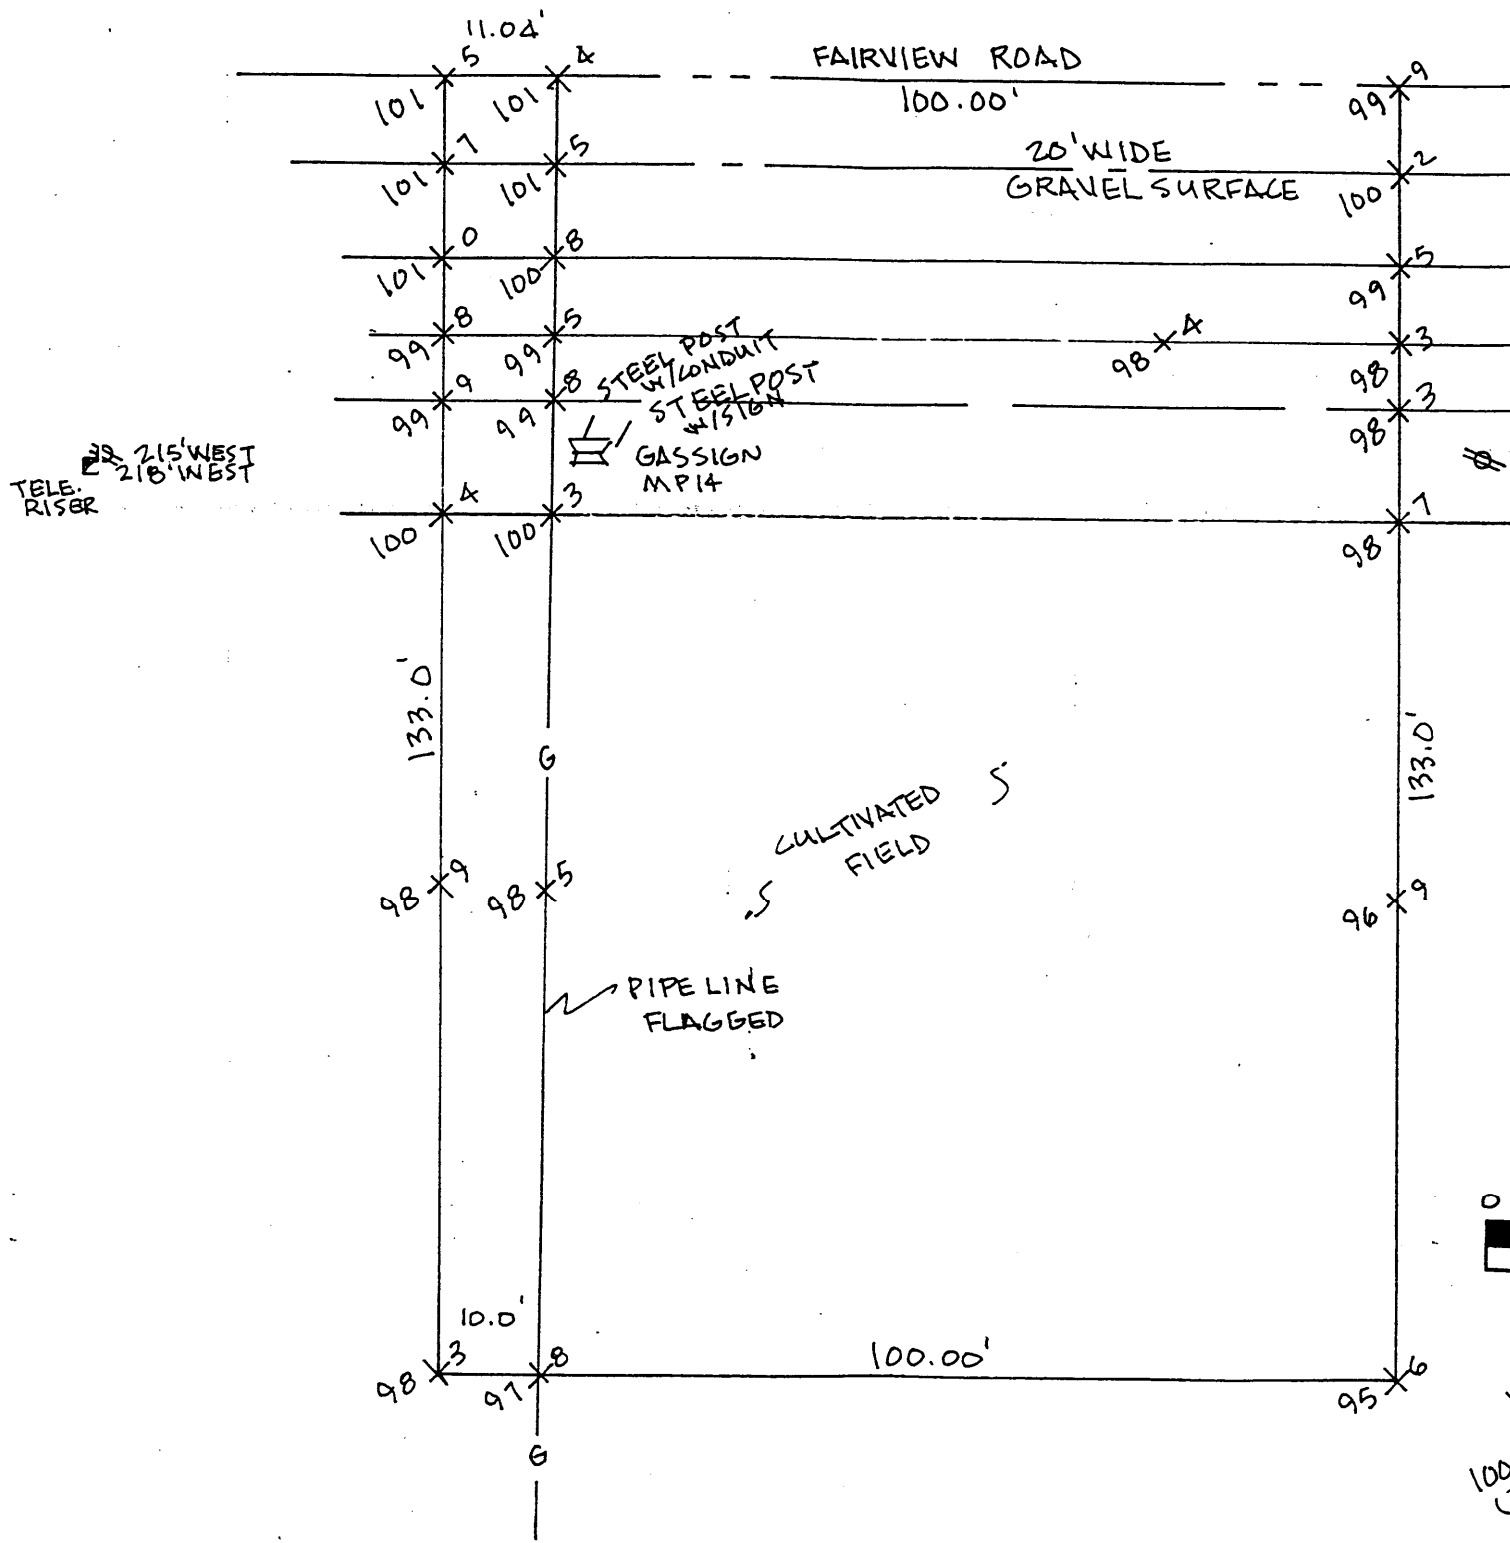 11.04'
5
4
FAIRVIEW ROAD
9
101
101
100.00'
99
7
5
20' WIDE
2
101
101
GRAVEL SURFACE
100
0
8
5
101
100
99
8
5
STEEL POST
W/CONDUIT
4
3
99
99
98
98
9
8
STEEL POST
W/SIGN
3
99
99
98
215' WEST
218' WEST
TELE.
RISER
GAS SIGN
MP14
4
3
7
100
100
98
133.0'
133.0'
G
CULTIVATED
FIELD
S
S
9
5
9
98
98
96
PIPE LINE
FLAGGED
0
10.0'
3
8
100.00'
6
98
97
95
G
100